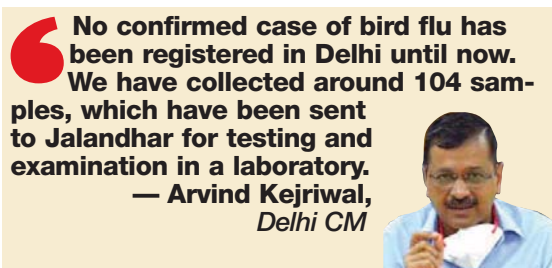 No confirmed case of bird flu has
been registered in Delhi until now.
We have collected around 104 sam-
ples, which have been sent
to Jalandhar for testing and
examination in a laboratory.
— Arvind Kejriwal,
Delhi CM